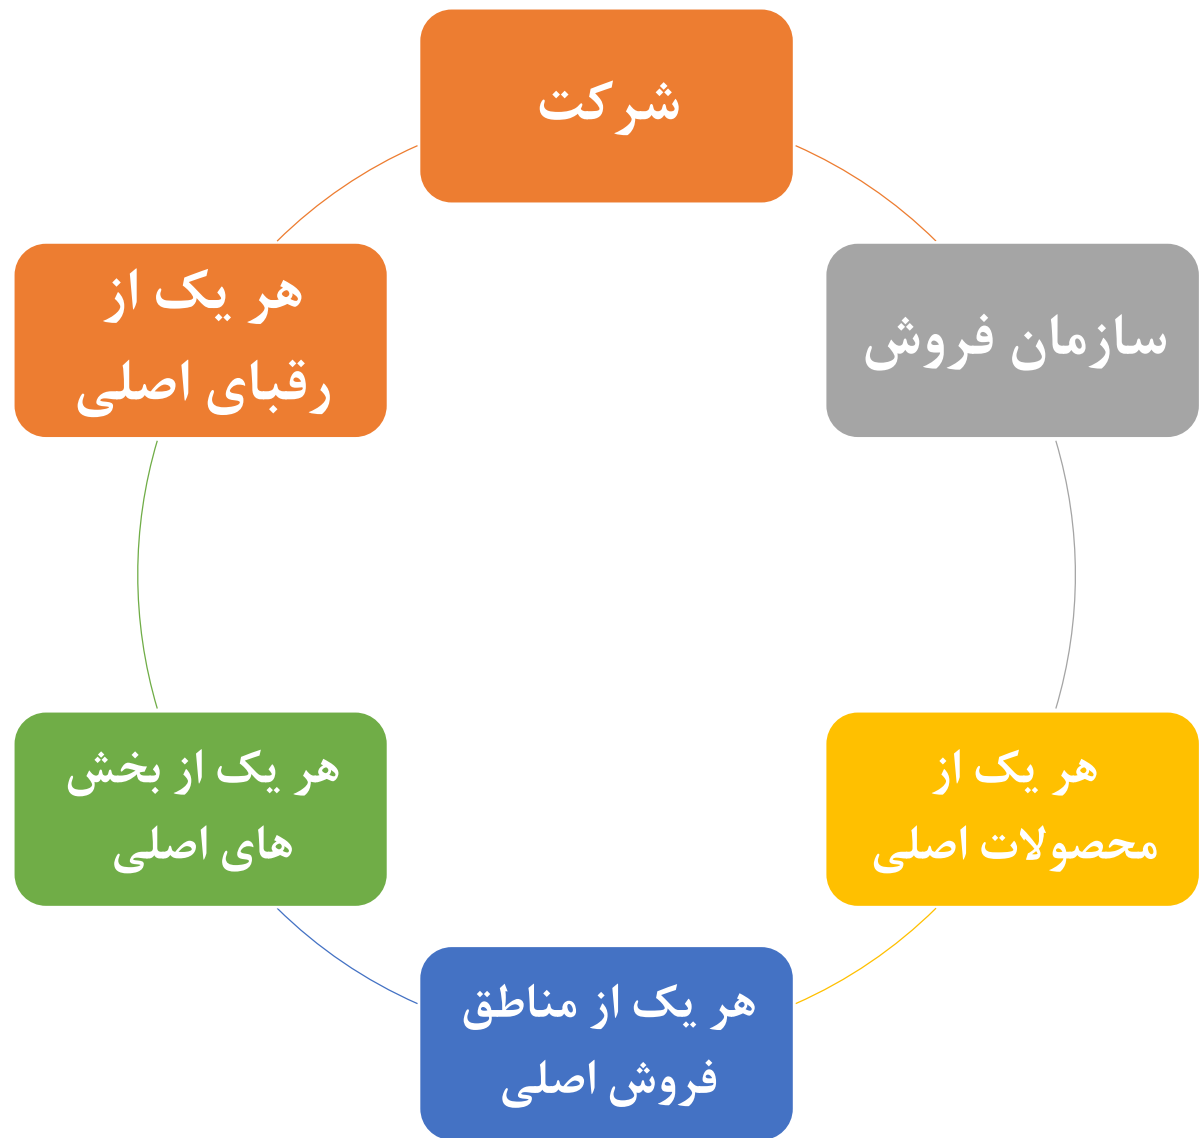 شرکت
سازمان فروش
هر یک از
محصولات اصلی
هر یک از مناطق
فروش اصلی
هر یک از بخش
های اصلی
هر یک از
رقبای اصلی